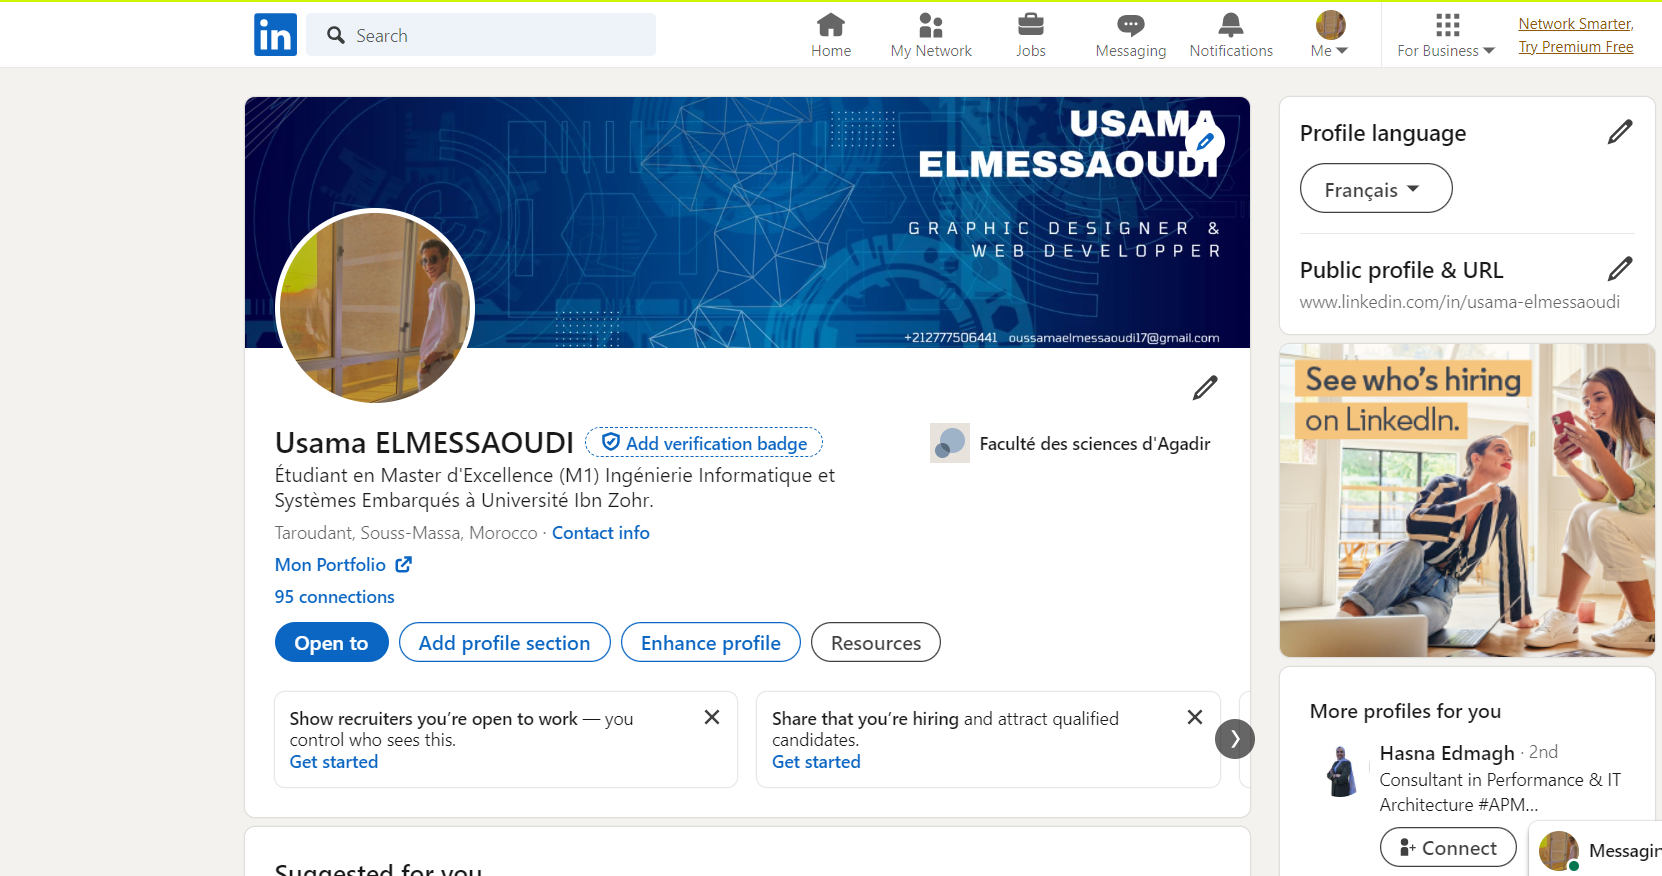 in
Search
Home
My Network
Jobs
Messaging
Notifications
Me
For Business
Network Smarter,
Try Premium Free
USAMA
ELMESSAOUDI
GRAPHIC DESIGNER &
WEB DEVELOPPER
+212777506441 oussamaelmessaoudi17@gmail.com
Usama ELMESSAOUDI
Add verification badge
Faculté des sciences d'Agadir
Étudiant en Master d'Excellence (M1) Ingénierie Informatique et
Systèmes Embarqués à Université Ibn Zohr.
Taroudant, Souss-Massa, Morocco · Contact info
Mon Portfolio
95 connections
Open to
Add profile section
Enhance profile
Resources
Show recruiters you’re open to work — you
control who sees this.
Get started
Share that you’re hiring and attract qualified
candidates.
Get started
Suggested for you
Profile language
Français
Public profile & URL
www.linkedin.com/in/usama-elmessaoudi
See who’s hiring
on LinkedIn.
More profiles for you
Hasna Edmagh · 2nd
Consultant in Performance & IT
Architecture #APM...
Connect
Messagin